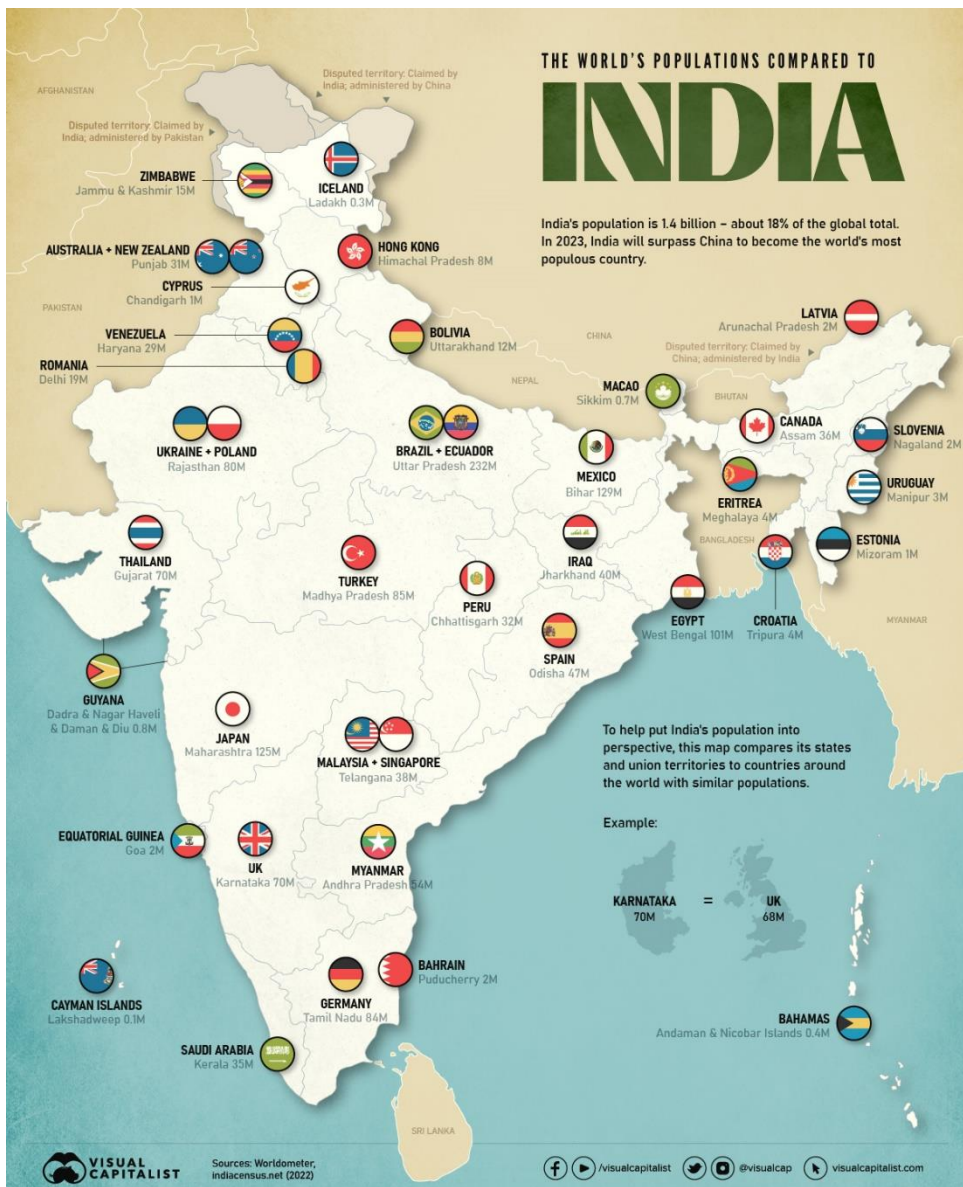 THE WORLD'S POPULATIONS COMPARED TO
INDIA
India's population is 1.4 billion – about 18% of the global total.
In 2023, India will surpass China to become the world's most
populous country.
AFGHANISTAN
Disputed territory: Claimed by
India; administered by China
Disputed territory: Claimed by
India; administered by Pakistan
ZIMBABWE
Jammu & Kashmir 15M
ICELAND
Ladakh 0.3M
AUSTRALIA + NEW ZEALAND
Punjab 31M
HONG KONG
Himachal Pradesh 8M
CYPRUS
Chandigarh 1M
PAKISTAN
VENEZUELA
Haryana 29M
BOLIVIA
Uttarakhand 12M
ROMANIA
Delhi 19M
CHINA
NEPAL
LATVIA
Arunachal Pradesh 2M
Disputed territory: Claimed by
China; administered by India
MACAO
Sikkim 0.7M
BHUTAN
UKRAINE + POLAND
Rajasthan 80M
BRAZIL + ECUADOR
Uttar Pradesh 232M
MEXICO
Bihar 129M
CANADA
Assam 36M
SLOVENIA
Nagaland 2M
ERITREA
Meghalaya 4M
URUGUAY
Manipur 3M
BANGLADESH
ESTONIA
Mizoram 1M
THAILAND
Gujarat 70M
TURKEY
Madhya Pradesh 85M
PERU
Chhattisgarh 32M
IRAQ
Jharkhand 40M
EGYPT
West Bengal 101M
CROATIA
Tripura 4M
MYANMAR
SPAIN
Odisha 47M
GUYANA
Dadra & Nagar Haveli
& Daman & Diu 0.8M
JAPAN
Maharashtra 125M
MALAYSIA + SINGAPORE
Telangana 38M
To help put India's population into
perspective, this map compares its states
and union territories to countries around
the world with similar populations.
Example:
KARNATAKA
70M
=
UK
68M
EQUATORIAL GUINEA
Goa 2M
UK
Karnataka 70M
MYANMAR
Andhra Pradesh 54M
CAYMAN ISLANDS
Lakshadweep 0.1M
GERMANY
Tamil Nadu 84M
BAHRAIN
Puducherry 2M
BAHAMAS
Andaman & Nicobar Islands 0.4M
SAUDI ARABIA
Kerala 35M
SRI LANKA
VISUAL
CAPITALIST
Sources: Worldometer,
indiacensus.net (2022)
/visualcapitalist
@visualcap
visualcapitalist.com